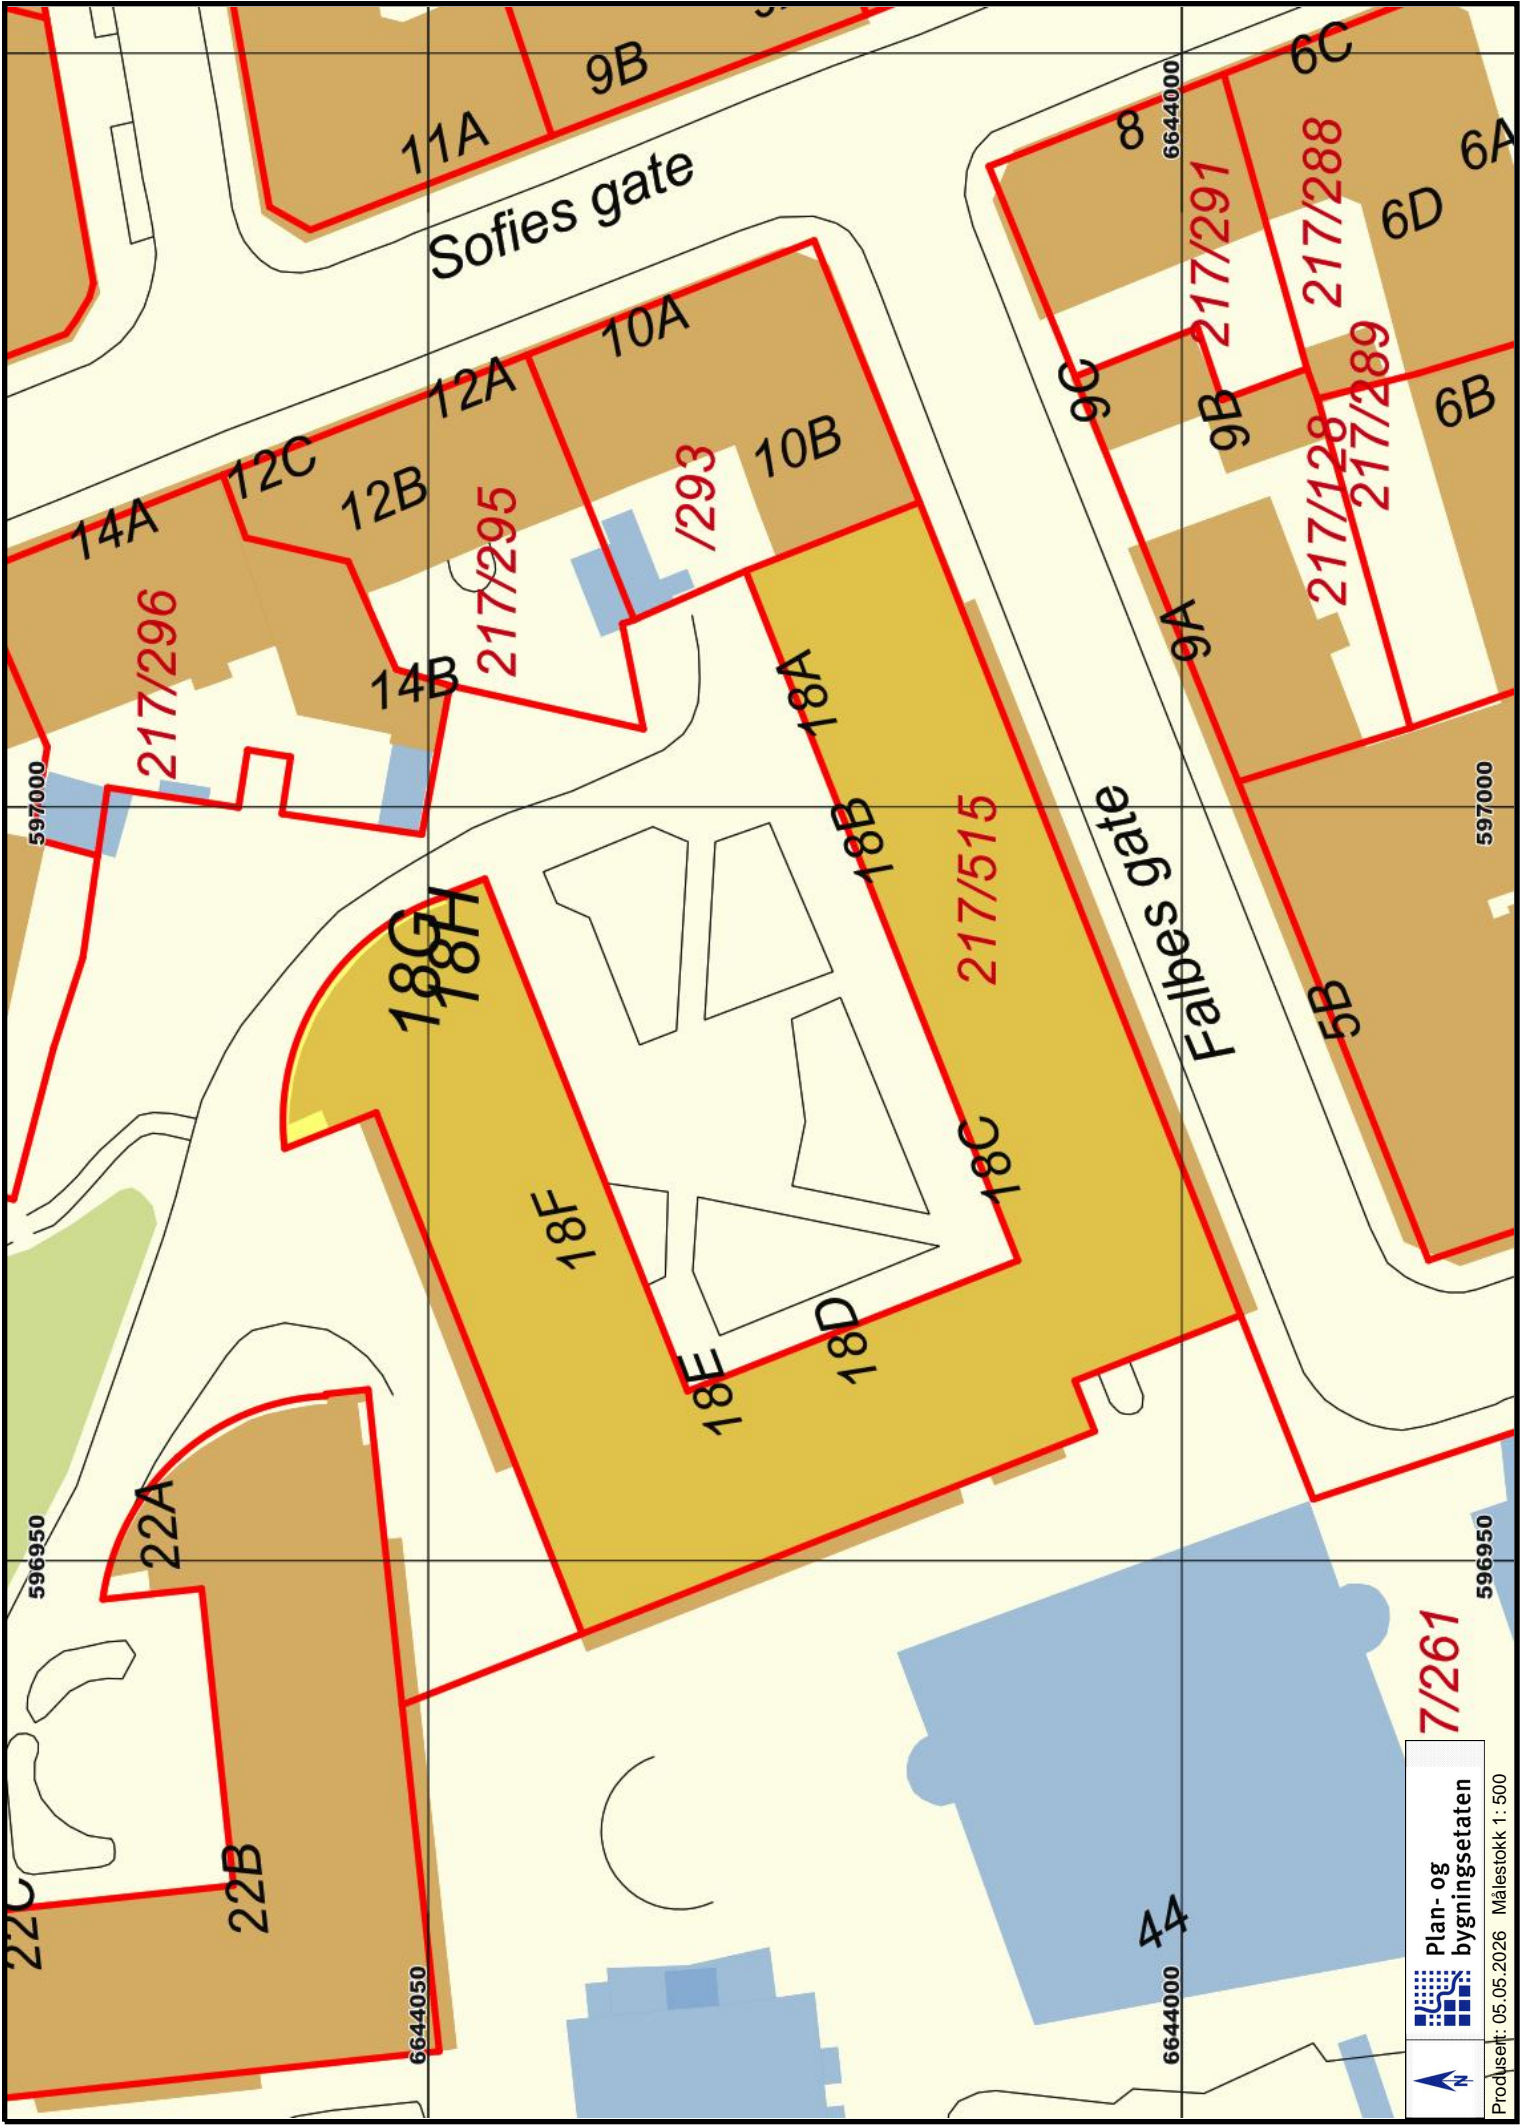 9B
11A
Sofies gate
6644000
6C
8
6A
217/288
217/291
6D
10A
12A
12C
12B
10B
9C
9B
217/289
6B
217/128
14A
217/295
/293
217/296
14B
18A
9A
597000
597000
18B
217/515
Falbes gate
18G
18H
5B
18C
18F
18D
18E
22A
596950
596950
7/261
22B
22C
44
6644050
6644000
Plan- og
bygningsetaten
N
Produsert: 05.05.2026 Målestokk 1: 500